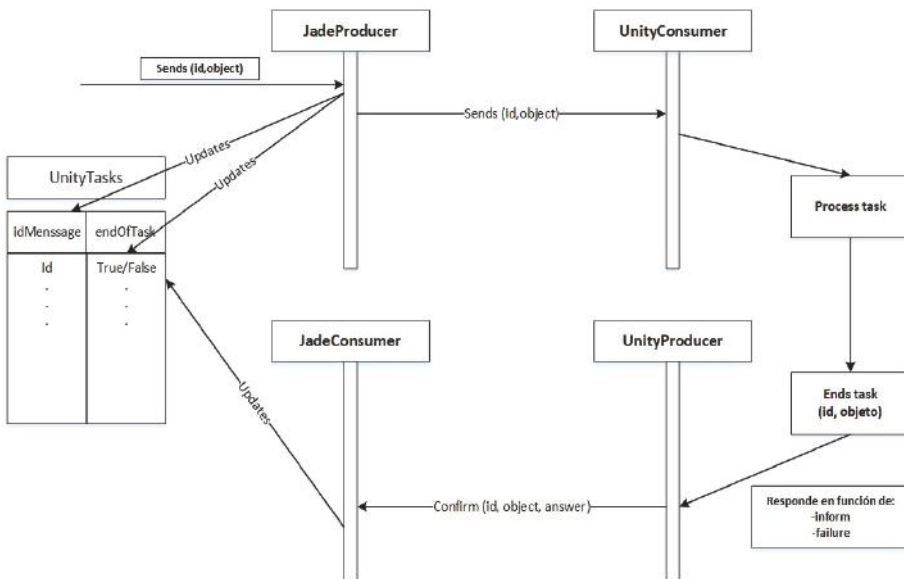 JadeProducer
UnityConsumer
Sends (id,object)
Sends (id,object)
Updates
Updates
UnityTasks
Process task
idMenssage
endOfTask
Id
True/False
JadeConsumer
UnityProducer
Updates
Ends task
(id, objeto)
Confirm (id, object, answer)
Responde en función de:
-inform
-failure